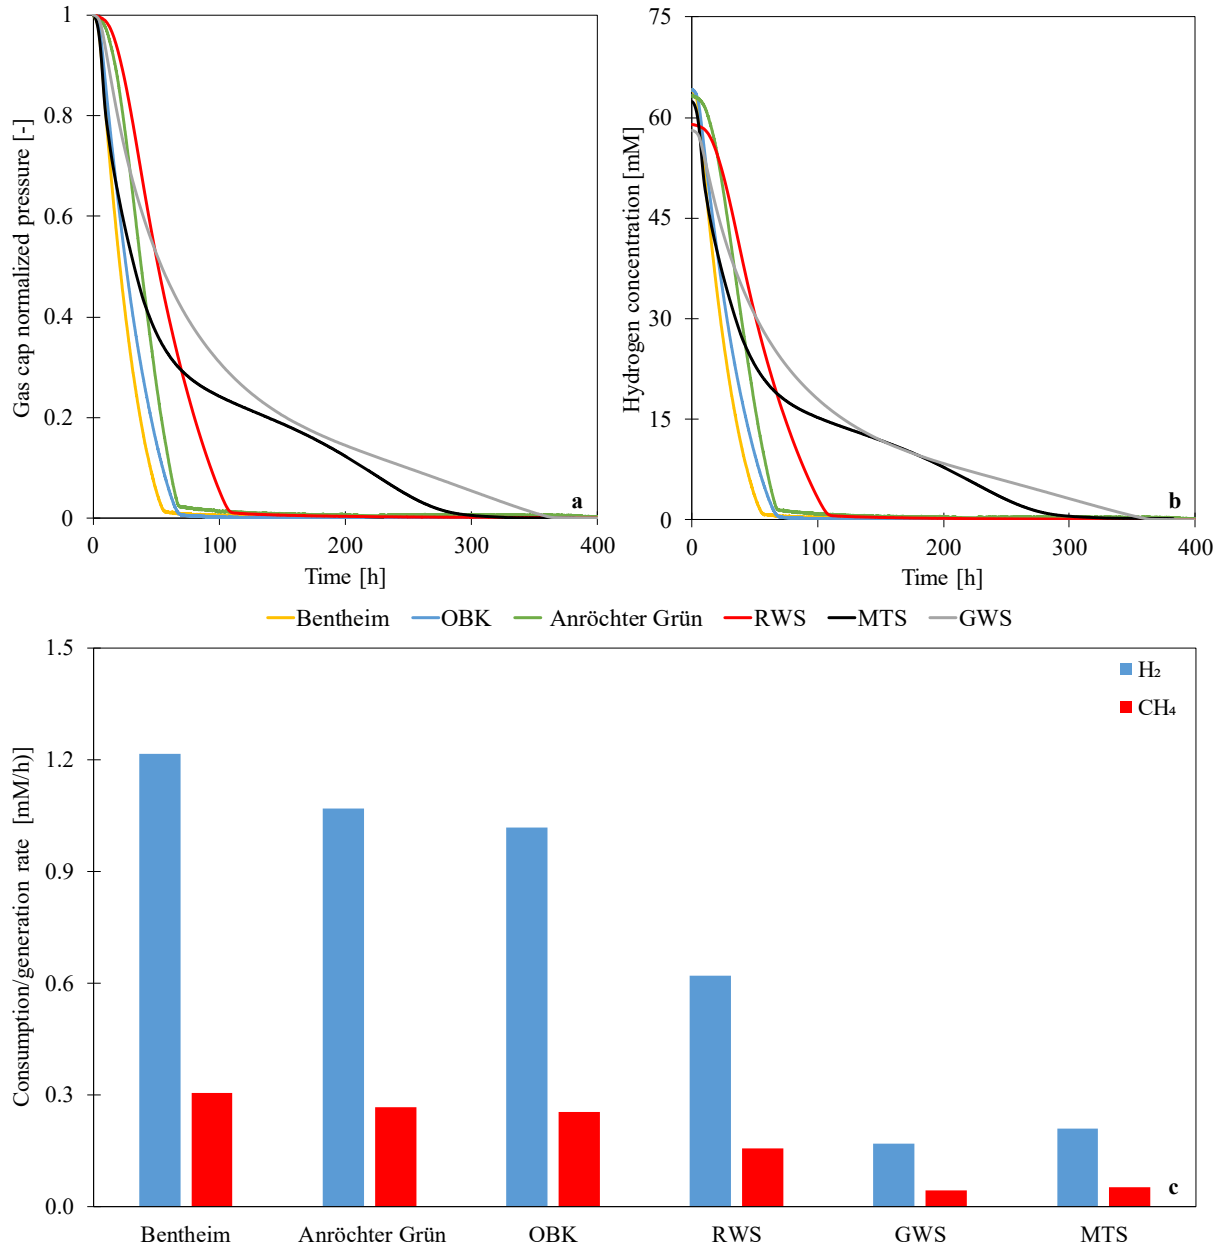 Gas cap normalized pressure [-]
1
0.8
0.6
0.4
0.2
0
0
100
200
300
400
Time [h]
a
Hydrogen concentration [mM]
75
60
45
30
15
0
0
100
200
300
400
Time [h]
b
Bentheim OBK Anröchter Grün RWS MTS GWS
Consumption/generation rate [mM/h)]
1.5
1.2
0.9
0.6
0.3
0.0
H₂
CH₄
c
Bentheim Anröchter Grün OBK RWS GWS MTS